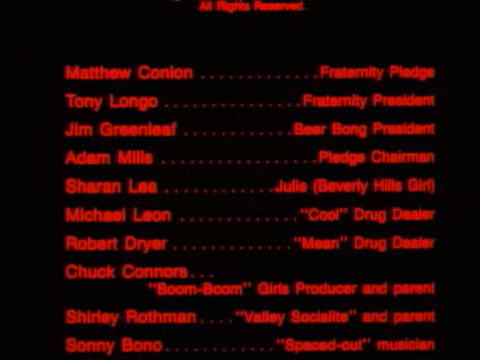 All Rights Reserved
Matthew Conlon .............Fraternity Pledge
Tony Longo ..............Fraternity President
Jim Greenleaf ...........Beer Bong President
Adam Mills ................Pledge Chairman
Sharan Lea ...........Julie (Beverly Hills Girl)
Michael Leon ............."Cool" Drug Dealer
Robert Dryer ............"Mean" Drug Dealer
Chuck Connors...
"Boom-Boom" Girls Producer and parent
Shirley Rothman...."Valley Socialite" and parent
Sonny Bono............"Spaced-out" musician